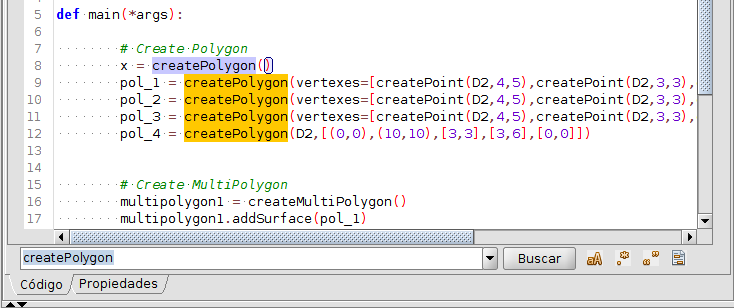 5 def main(*args):
6
7 # Create Polygon
8 x = createPolygon()
9 pol_1 = createPolygon(vertexes=[createPoint(D2,4,5),createPoint(D2,3,3),
10 pol_2 = createPolygon(vertexes=[createPoint(D2,4,5),createPoint(D2,3,3),
11 pol_3 = createPolygon(vertexes=[createPoint(D2,4,5),createPoint(D2,3,3),
12 pol_4 = createPolygon(D2,[(0,0),(10,10),[3,3],[3,6],[0,0]])
13
14
15 # Create MultiPolygon
16 multipolygon1 = createMultiPolygon()
17 multipolygon1.addSurface(pol_1)
createPolygon Buscar aA .* “”
Código Propiedades